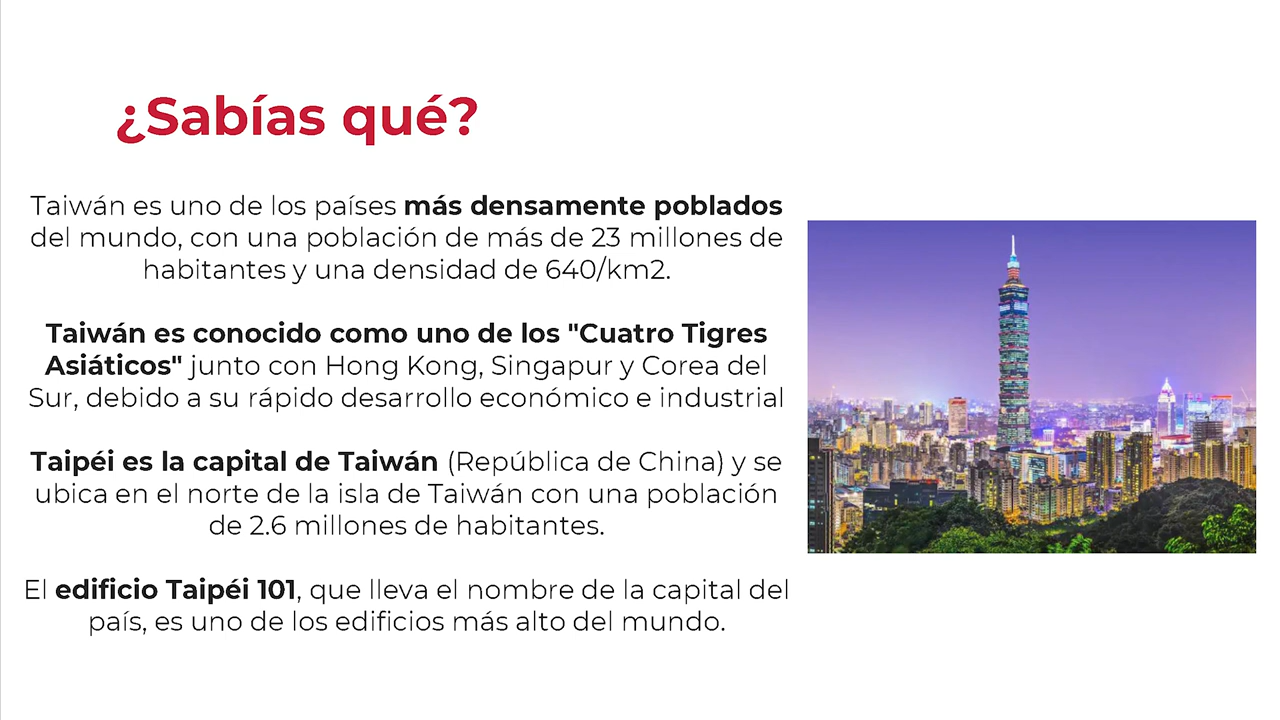 ¿Sabías qué?
Taiwán es uno de los países más densamente poblados
del mundo, con una población de más de 23 millones de
habitantes y una densidad de 640/km2.
Taiwán es conocido como uno de los "Cuatro Tigres
Asiáticos" junto con Hong Kong, Singapur y Corea del
Sur, debido a su rápido desarrollo económico e industrial
Taipéi es la capital de Taiwán (República de China) y se
ubica en el norte de la isla de Taiwán con una población
de 2.6 millones de habitantes.
El edificio Taipéi 101, que lleva el nombre de la capital del
país, es uno de los edificios más alto del mundo.